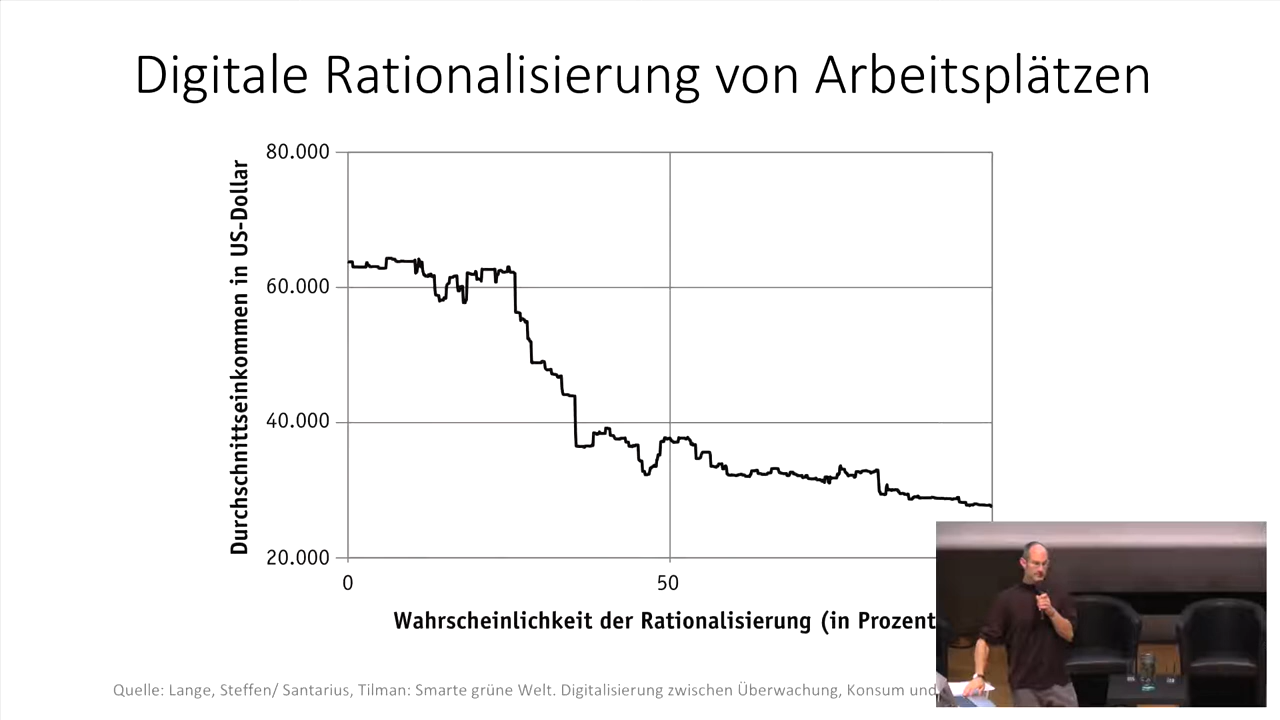 Digitale Rationalisierung von Arbeitsplätzen
Durchschnittseinkommen in US-Dollar
80.000
60.000
40.000
20.000
0
50
Wahrscheinlichkeit der Rationalisierung (in Prozent
Quelle: Lange, Steffen/ Santarius, Tilman: Smarte grüne Welt. Digitalisierung zwischen Überwachung, Konsum und